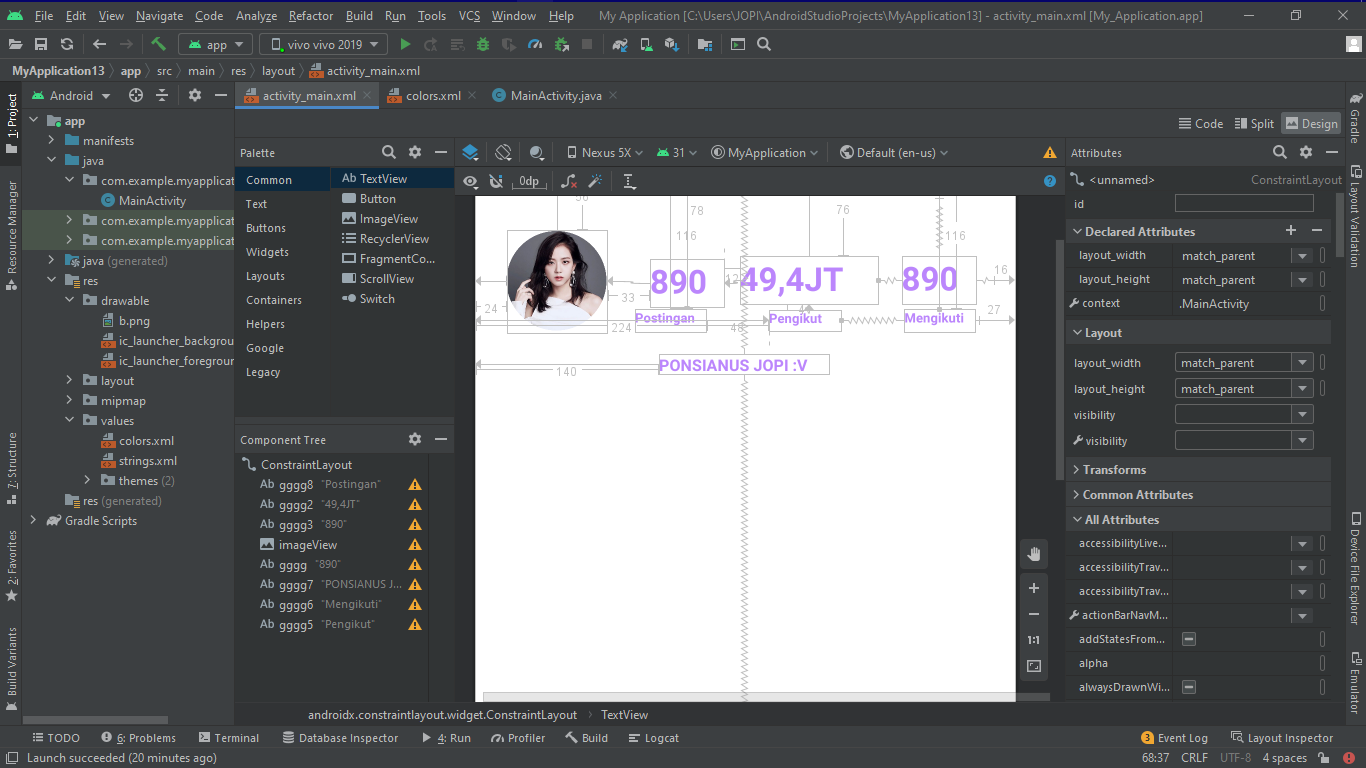 File Edit View Navigate Code Analyze Refactor Build Run Tools VCS Window Help My Application [C:\Users\JOPI\AndroidStudioProjects\MyApplication13] - activity_main.xml [My_Application.app]
app vivo vivo 2019
MyApplication13 app src main res layout activity_main.xml
Android activity_main.xml colors.xml MainActivity.java
Code Split Design
1: Project
Resource Manager
7: Structure
2: Favorites
Build Variants
app
manifests
java
com.example.myapplicat
MainActivity
com.example.myapplicat
com.example.myapplicat
java (generated)
res
drawable
b.png
ic_launcher_backgrou
ic_launcher_foregroun
layout
mipmap
values
colors.xml
strings.xml
themes (2)
res (generated)
Gradle Scripts
Palette
Common
Text
Buttons
Widgets
Layouts
Containers
Helpers
Google
Legacy
Ab TextView
Button
ImageView
RecyclerView
FragmentCo...
ScrollView
Switch
Component Tree
ConstraintLayout
Ab gggg8 "Postingan"
Ab gggg2 "49,4JT"
Ab gggg3 "890"
imageView
Ab gggg "890"
Ab gggg7 "PONSIANUS J...
Ab gggg6 "Mengikuti"
Ab gggg5 "Pengikut"
Nexus 5X 31 MyApplication Default (en-us)
0dp
78 76
116 116
890 49,4JT 890 16
24 33 27
Postingan Pengikut Mengikuti
224
PONSIANUS JOPI :V
140
1:1
androidx.constraintlayout.widget.ConstraintLayout TextView
Attributes
<unnamed> ConstraintLayout
id
Declared Attributes
layout_width match_parent
layout_height match_parent
context .MainActivity
Layout
layout_width match_parent
layout_height match_parent
visibility
visibility
Transforms
Common Attributes
All Attributes
accessibilityLive...
accessibilityTrav...
accessibilityTrav...
actionBarNavM...
addStatesFrom...
alpha
alwaysDrawnWi...
Gradle
Layout Validation
Device File Explorer
Emulator
TODO 6: Problems Terminal Database Inspector 4: Run Profiler Build Logcat 3 Event Log Layout Inspector
Launch succeeded (20 minutes ago) 68:37 CRLF UTF-8 4 spaces